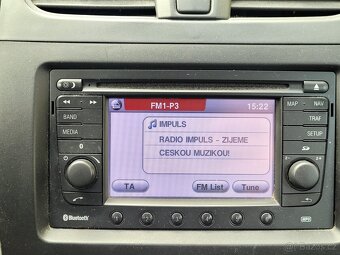 FM1-P3
15:22
MAP
NAV
BAND
TRAF
MEDIA
SETUP
IMPULS
RADIO IMPULS - ZIJEME
CESKOU MUZIKOU!
TA
FM List
Tune
Bluetooth